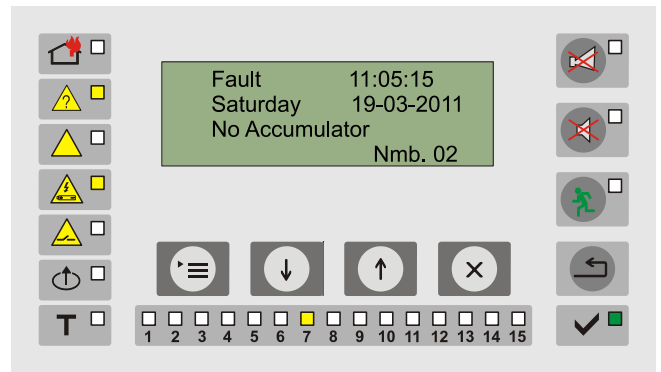 Fault 11:05:15
Saturday 19-03-2011
No Accumulator
Nmb. 02
?
T
1 2 3 4 5 6 7 8 9 10 11 12 13 14 15